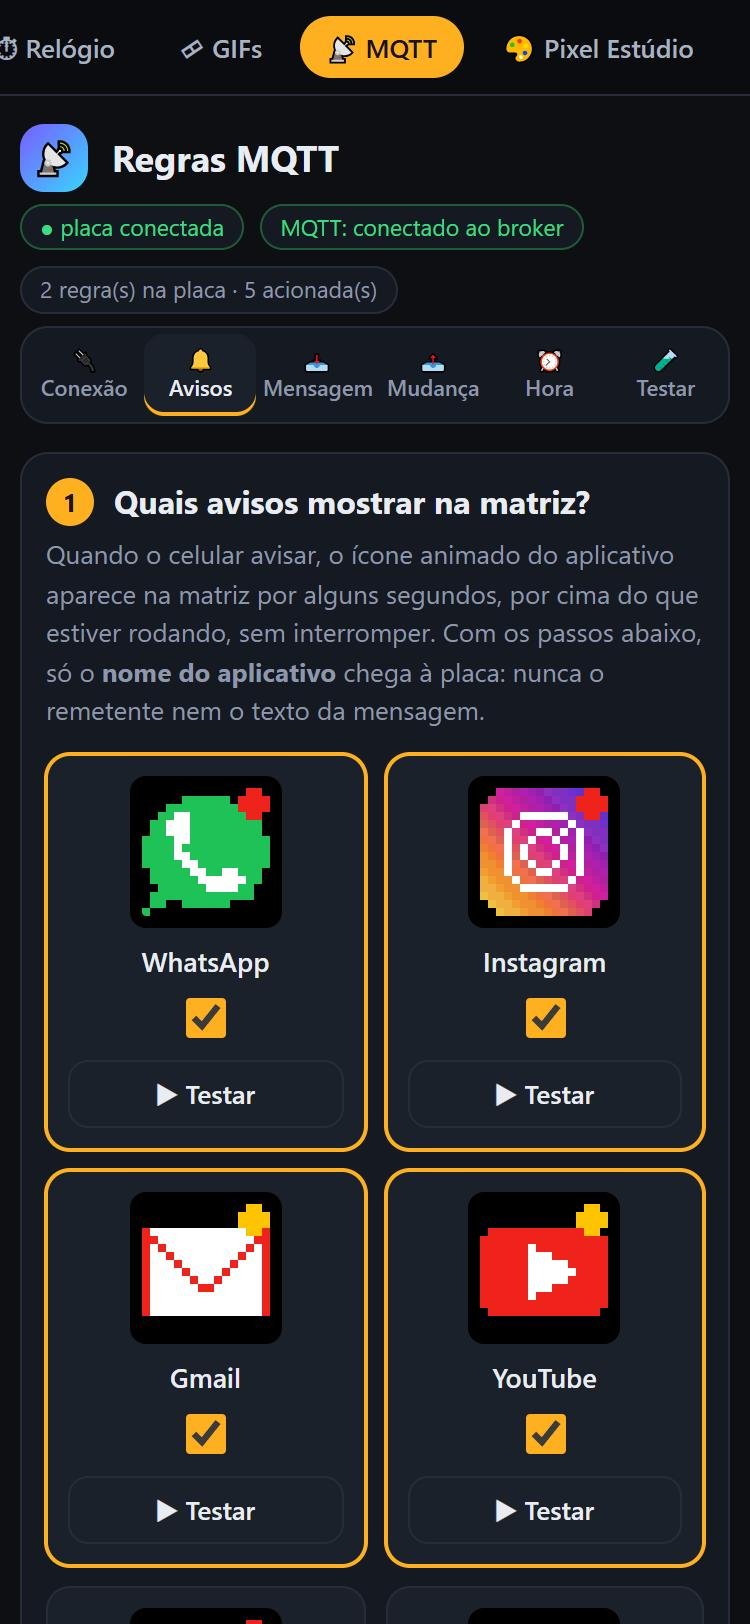 Relógio GIFs MQTT Pixel Estúdio
Regras MQTT
placa conectada MQTT: conectado ao broker
2 regra(s) na placa · 5 acionada(s)
Conexão Avisos Mensagem Mudança Hora Testar
1 Quais avisos mostrar na matriz?
Quando o celular avisar, o ícone animado do aplicativo
aparece na matriz por alguns segundos, por cima do que
estiver rodando, sem interromper. Com os passos abaixo,
só o nome do aplicativo chega à placa: nunca o
remetente nem o texto da mensagem.
WhatsApp Instagram
▶ Testar ▶ Testar
Gmail YouTube
▶ Testar ▶ Testar